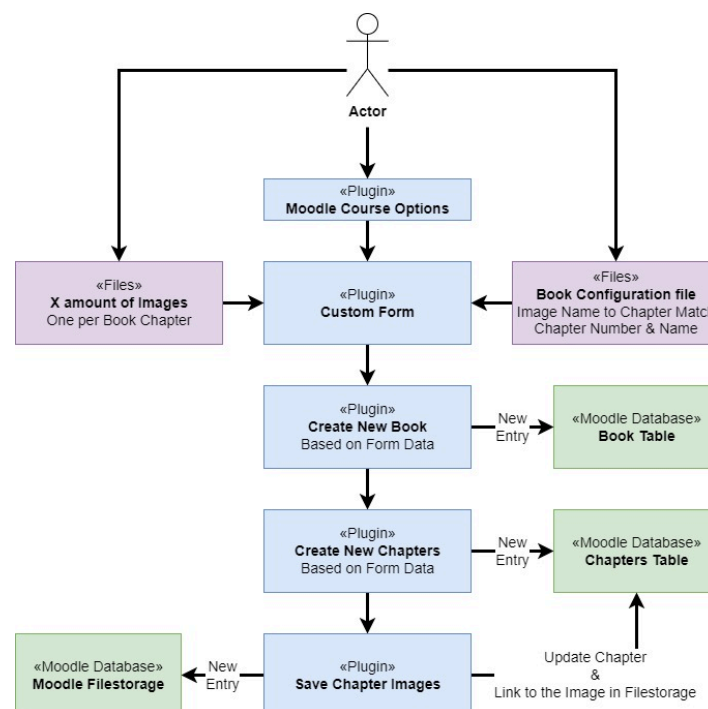 Actor
«Plugin»
Moodle Course Options
«Files»
X amount of Images
One per Book Chapter
«Plugin»
Custom Form
«Files»
Book Configuration file
Image Name to Chapter Match
Chapter Number & Name
«Plugin»
Create New Book
Based on Form Data
New
Entry
«Moodle Database»
Book Table
«Plugin»
Create New Chapters
Based on Form Data
New
Entry
«Moodle Database»
Chapters Table
«Moodle Database»
Moodle Filestorage
New
Entry
«Plugin»
Save Chapter Images
Update Chapter
&
Link to the Image in Filestorage